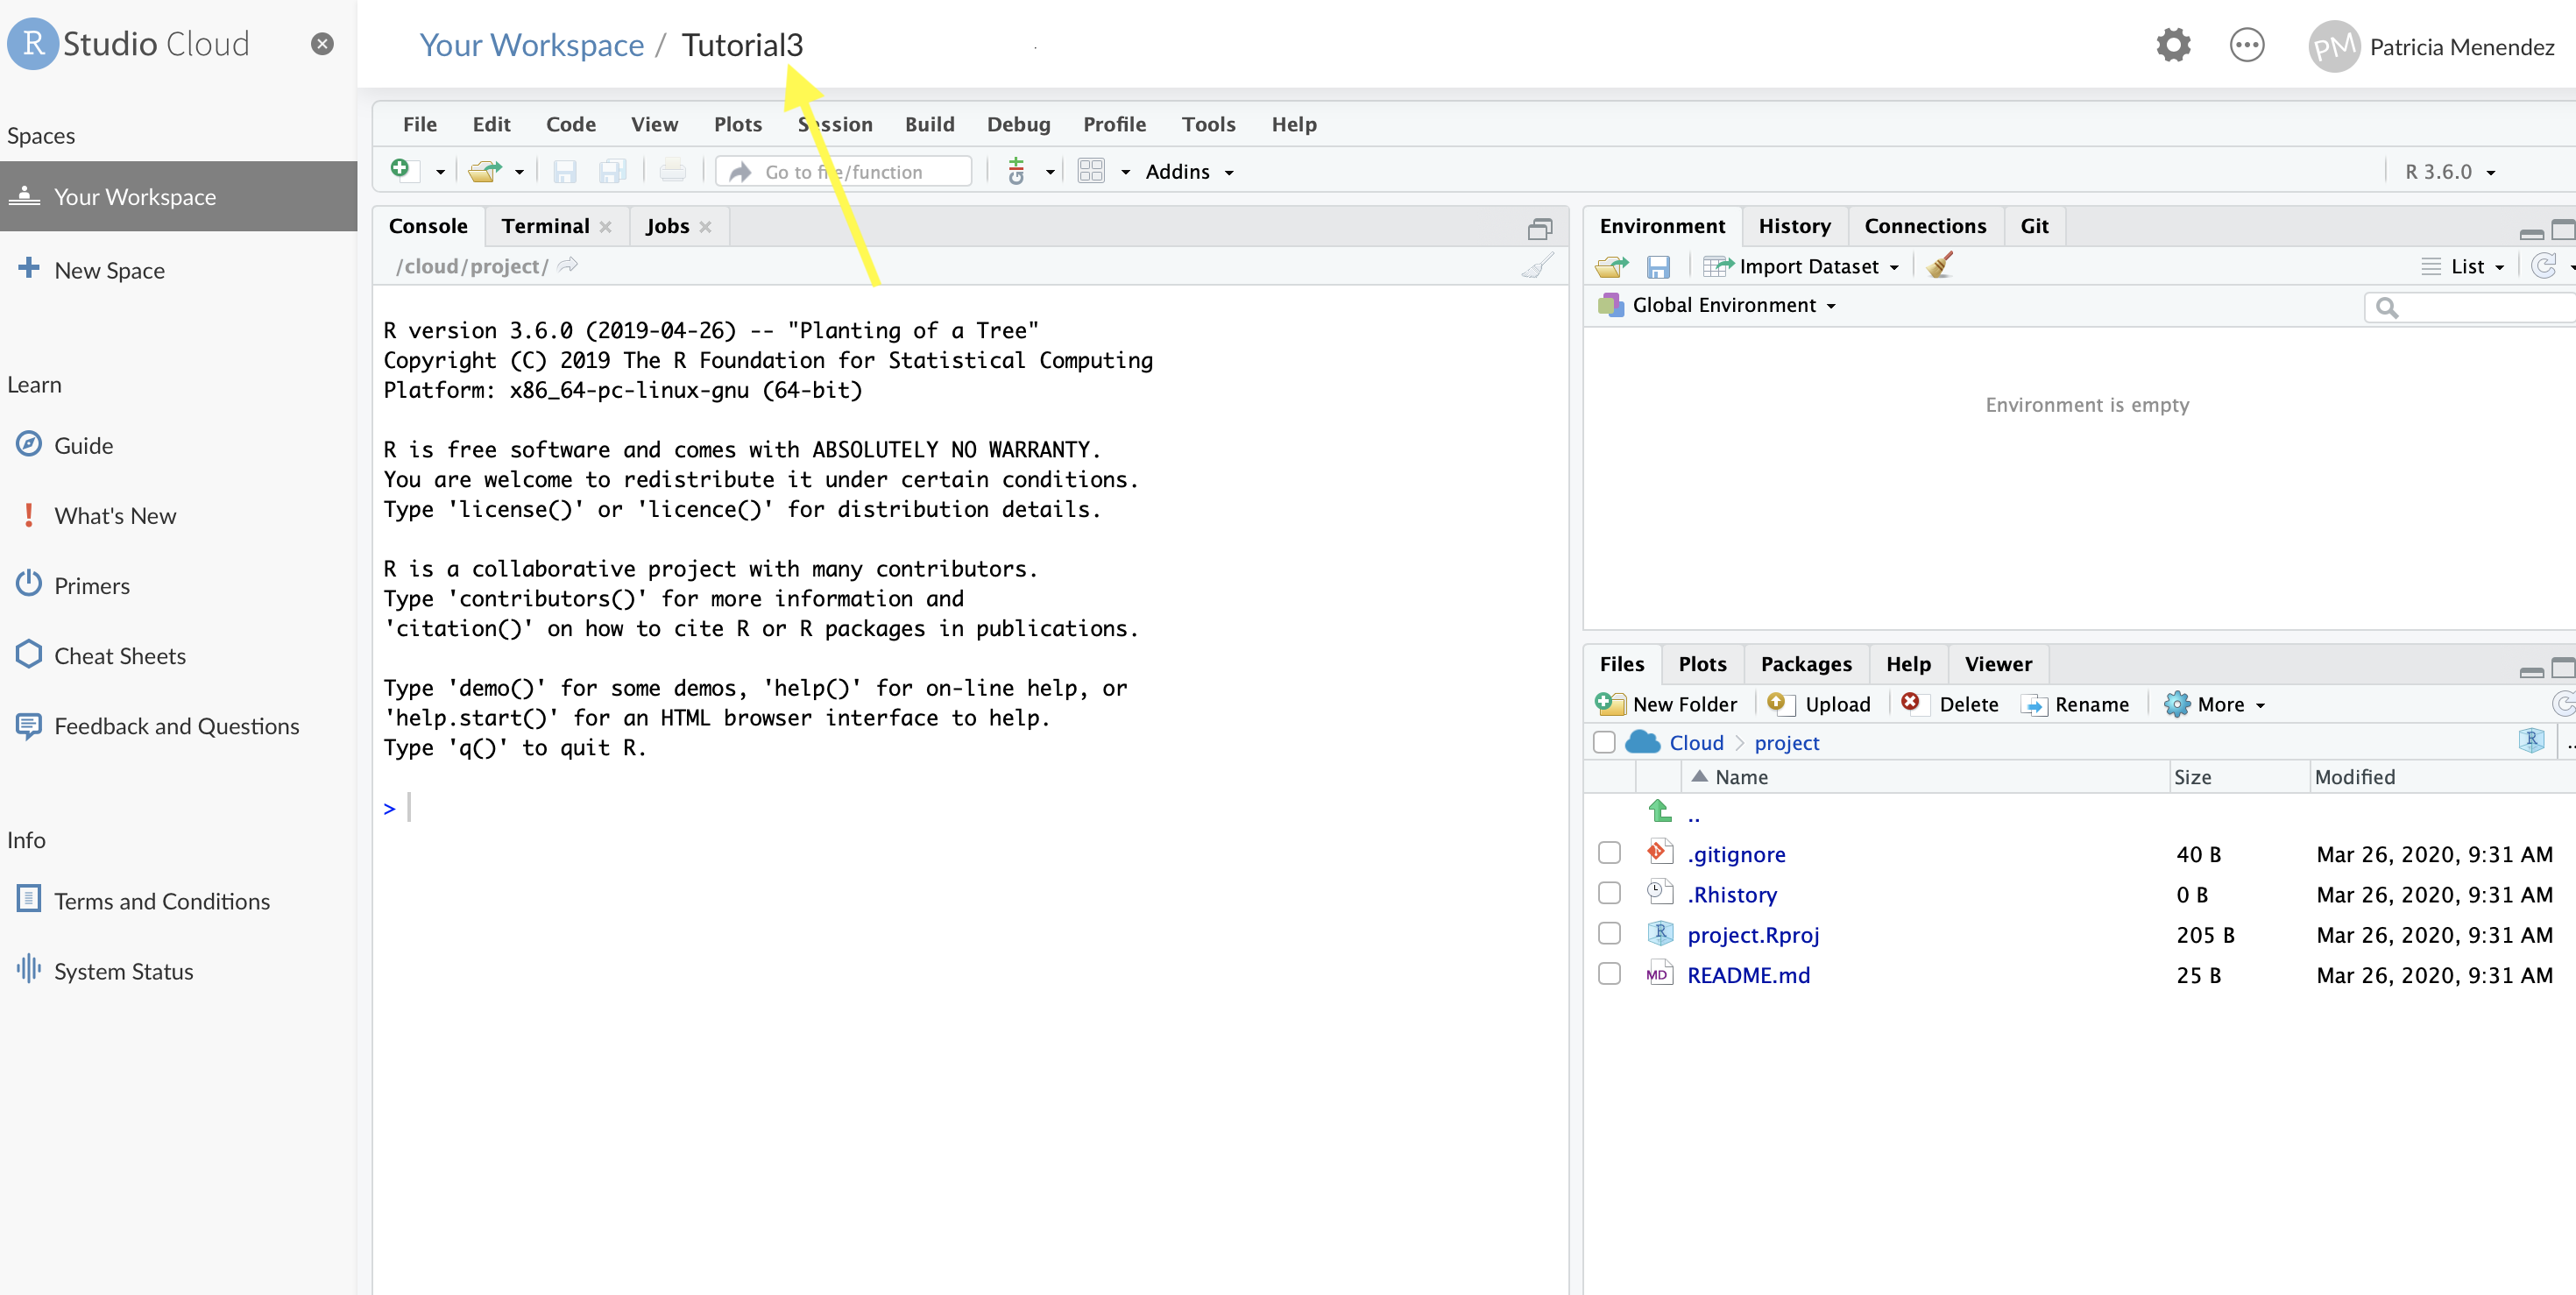 R Studio Cloud
Your Workspace / Tutorial3
PM Patricia Menendez
Spaces
Your Workspace
New Space
Learn
Guide
What's New
Primers
Cheat Sheets
Feedback and Questions
Info
Terms and Conditions
System Status
File Edit Code View Plots Session Build Debug Profile Tools Help
Go to file/function Git Addins R 3.6.0
Console Terminal Jobs
/cloud/project/
R version 3.6.0 (2019-04-26) -- "Planting of a Tree"
Copyright (C) 2019 The R Foundation for Statistical Computing
Platform: x86_64-pc-linux-gnu (64-bit)
R is free software and comes with ABSOLUTELY NO WARRANTY.
You are welcome to redistribute it under certain conditions.
Type 'license()' or 'licence()' for distribution details.
R is a collaborative project with many contributors.
Type 'contributors()' for more information and
'citation()' on how to cite R or R packages in publications.
Type 'demo()' for some demos, 'help()' for on-line help, or
'help.start()' for an HTML browser interface to help.
Type 'q()' to quit R.
>
Environment History Connections Git
Import Dataset List
Global Environment
Environment is empty
Files Plots Packages Help Viewer
New Folder Upload Delete Rename More
Cloud > project R ..
Name Size Modified
..
.gitignore 40 B Mar 26, 2020, 9:31 AM
.Rhistory 0 B Mar 26, 2020, 9:31 AM
R project.Rproj 205 B Mar 26, 2020, 9:31 AM
MD README.md 25 B Mar 26, 2020, 9:31 AM